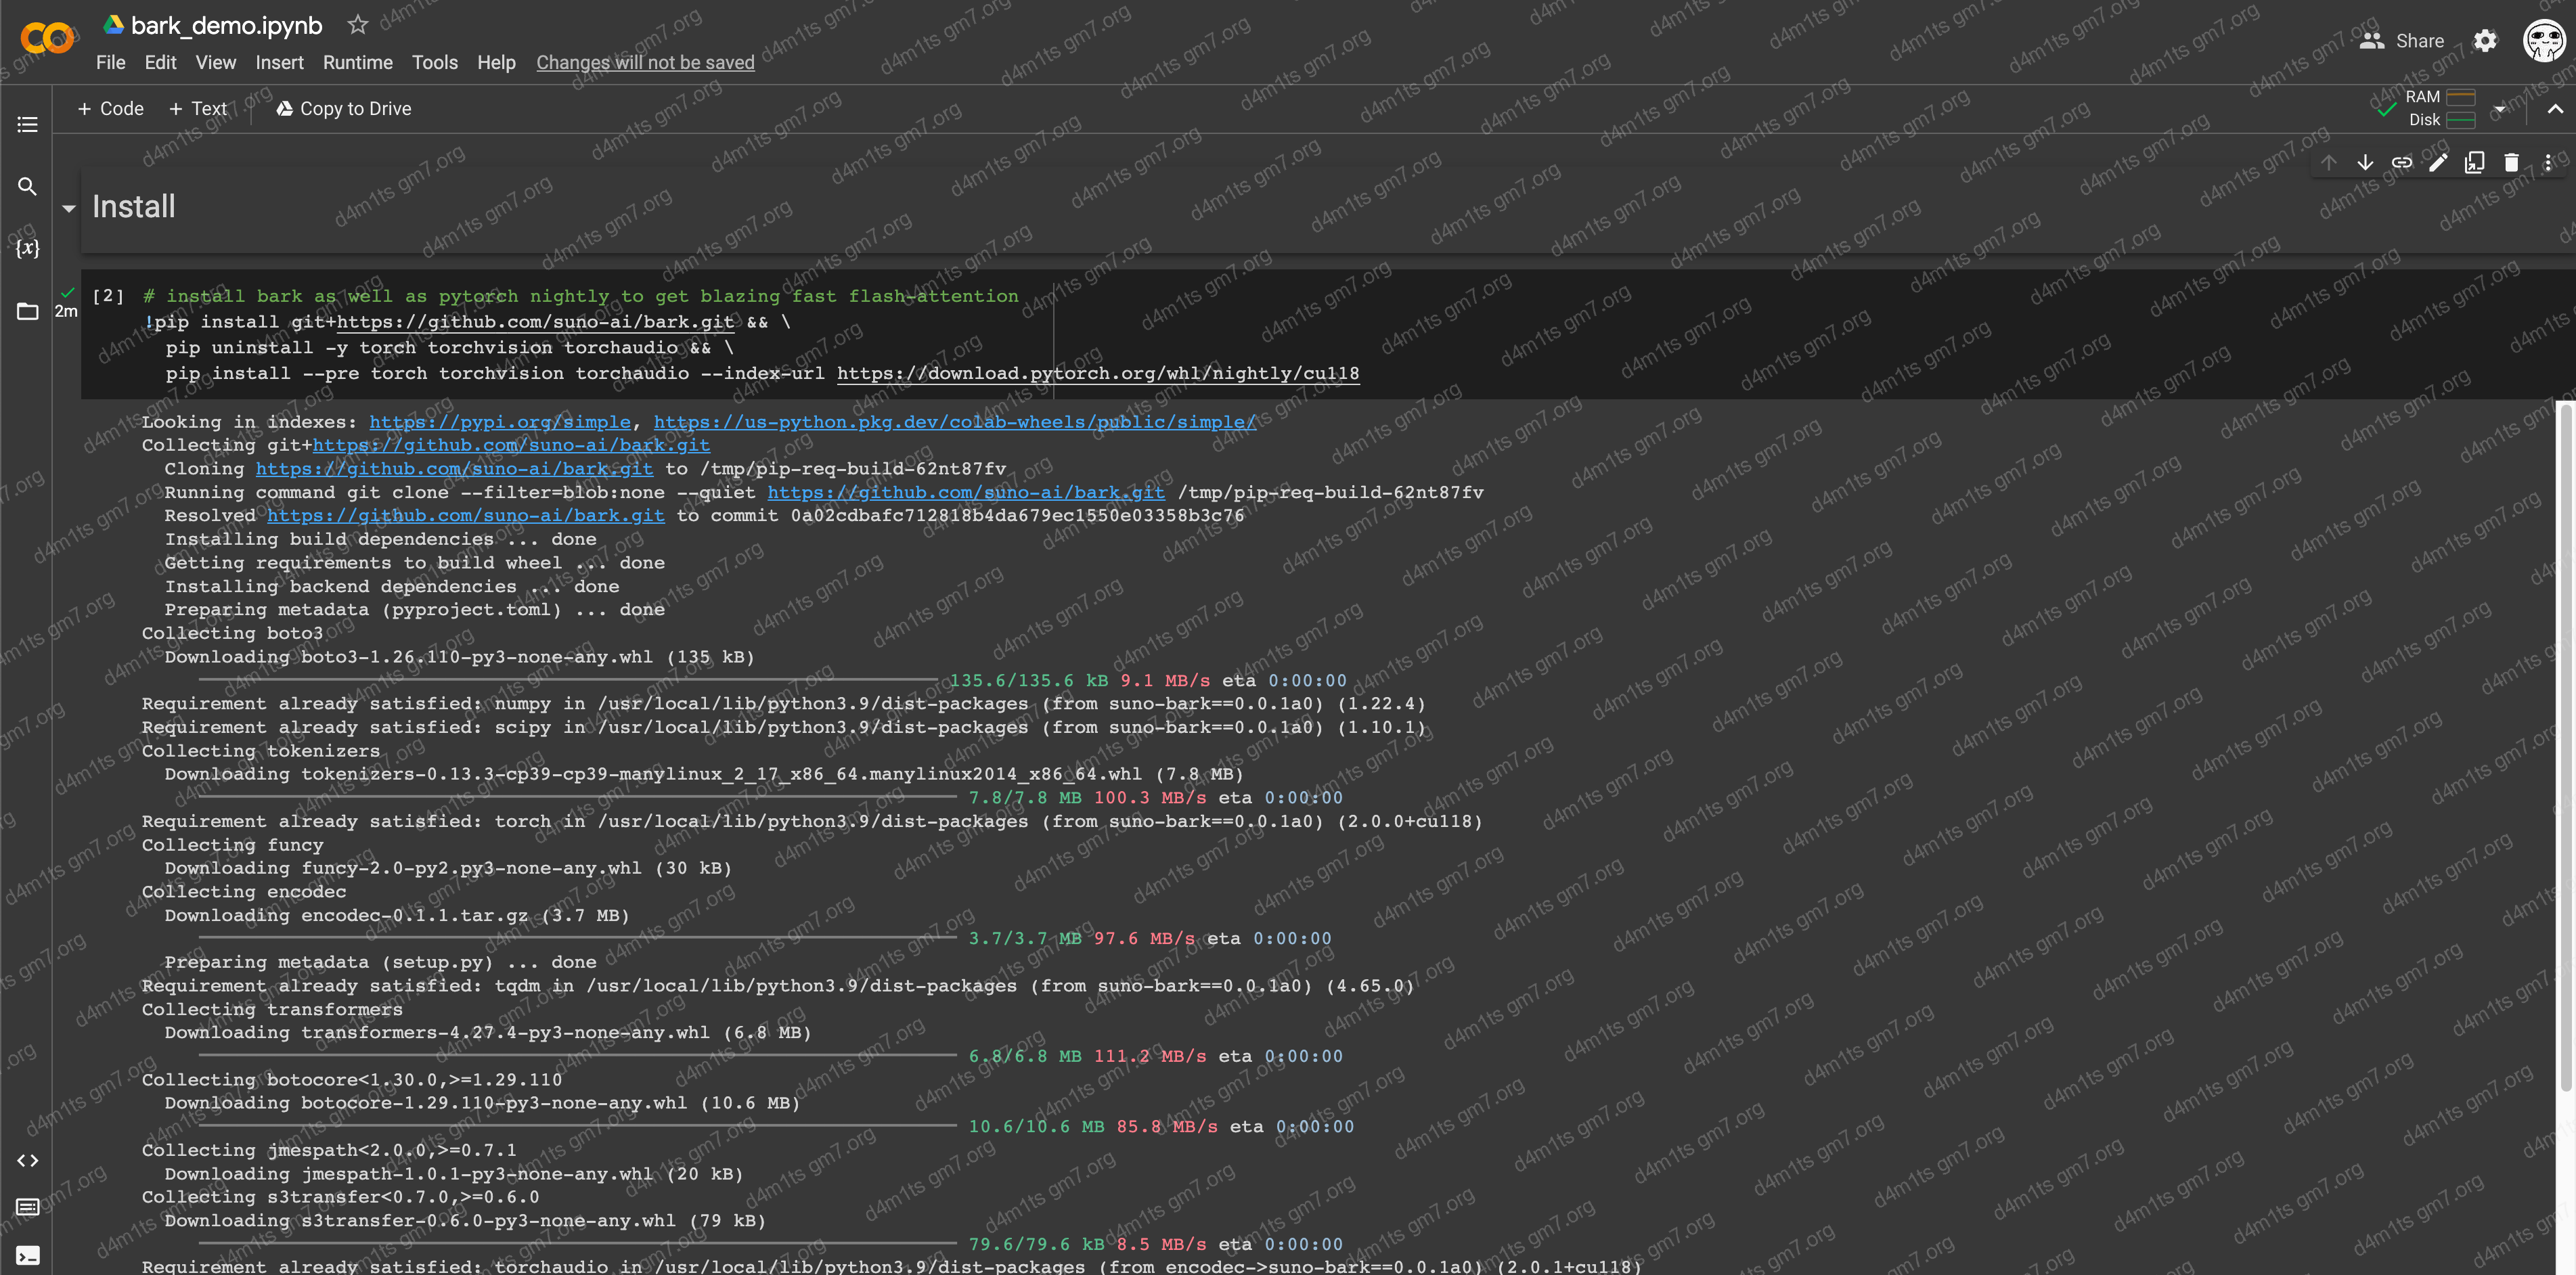 bark_demo.ipynb
File Edit View Insert Runtime Tools Help Changes will not be saved
Share
+ Code + Text Copy to Drive
RAM
Disk
Install
2m
[2] # install bark as well as pytorch nightly to get blazing fast flash-attention
!pip install git+https://github.com/suno-ai/bark.git && \
pip uninstall -y torch torchvision torchaudio && \
pip install --pre torch torchvision torchaudio --index-url https://download.pytorch.org/whl/nightly/cu118
Looking in indexes: https://pypi.org/simple, https://us-python.pkg.dev/colab-wheels/public/simple/
Collecting git+https://github.com/suno-ai/bark.git
Cloning https://github.com/suno-ai/bark.git to /tmp/pip-req-build-62nt87fv
Running command git clone --filter=blob:none --quiet https://github.com/suno-ai/bark.git /tmp/pip-req-build-62nt87fv
Resolved https://github.com/suno-ai/bark.git to commit 0a02cdbafc712818b4da679ec1550e03358b3c76
Installing build dependencies ... done
Getting requirements to build wheel ... done
Installing backend dependencies ... done
Preparing metadata (pyproject.toml) ... done
Collecting boto3
Downloading boto3-1.26.110-py3-none-any.whl (135 kB)
135.6/135.6 kB 9.1 MB/s eta 0:00:00
Requirement already satisfied: numpy in /usr/local/lib/python3.9/dist-packages (from suno-bark==0.0.1a0) (1.22.4)
Requirement already satisfied: scipy in /usr/local/lib/python3.9/dist-packages (from suno-bark==0.0.1a0) (1.10.1)
Collecting tokenizers
Downloading tokenizers-0.13.3-cp39-cp39-manylinux_2_17_x86_64.manylinux2014_x86_64.whl (7.8 MB)
7.8/7.8 MB 100.3 MB/s eta 0:00:00
Requirement already satisfied: torch in /usr/local/lib/python3.9/dist-packages (from suno-bark==0.0.1a0) (2.0.0+cu118)
Collecting funcy
Downloading funcy-2.0-py2.py3-none-any.whl (30 kB)
Collecting encodec
Downloading encodec-0.1.1.tar.gz (3.7 MB)
3.7/3.7 MB 97.6 MB/s eta 0:00:00
Preparing metadata (setup.py) ... done
Requirement already satisfied: tqdm in /usr/local/lib/python3.9/dist-packages (from suno-bark==0.0.1a0) (4.65.0)
Collecting transformers
Downloading transformers-4.27.4-py3-none-any.whl (6.8 MB)
6.8/6.8 MB 111.2 MB/s eta 0:00:00
Collecting botocore<1.30.0,>=1.29.110
Downloading botocore-1.29.110-py3-none-any.whl (10.6 MB)
10.6/10.6 MB 85.8 MB/s eta 0:00:00
Collecting jmespath<2.0.0,>=0.7.1
Downloading jmespath-1.0.1-py3-none-any.whl (20 kB)
Collecting s3transfer<0.7.0,>=0.6.0
Downloading s3transfer-0.6.0-py3-none-any.whl (79 kB)
79.6/79.6 kB 8.5 MB/s eta 0:00:00
Requirement already satisfied: torchaudio in /usr/local/lib/python3.9/dist-packages (from encodec->suno-bark==0.0.1a0) (2.0.1+cu118)
d4m1ts gm7.org